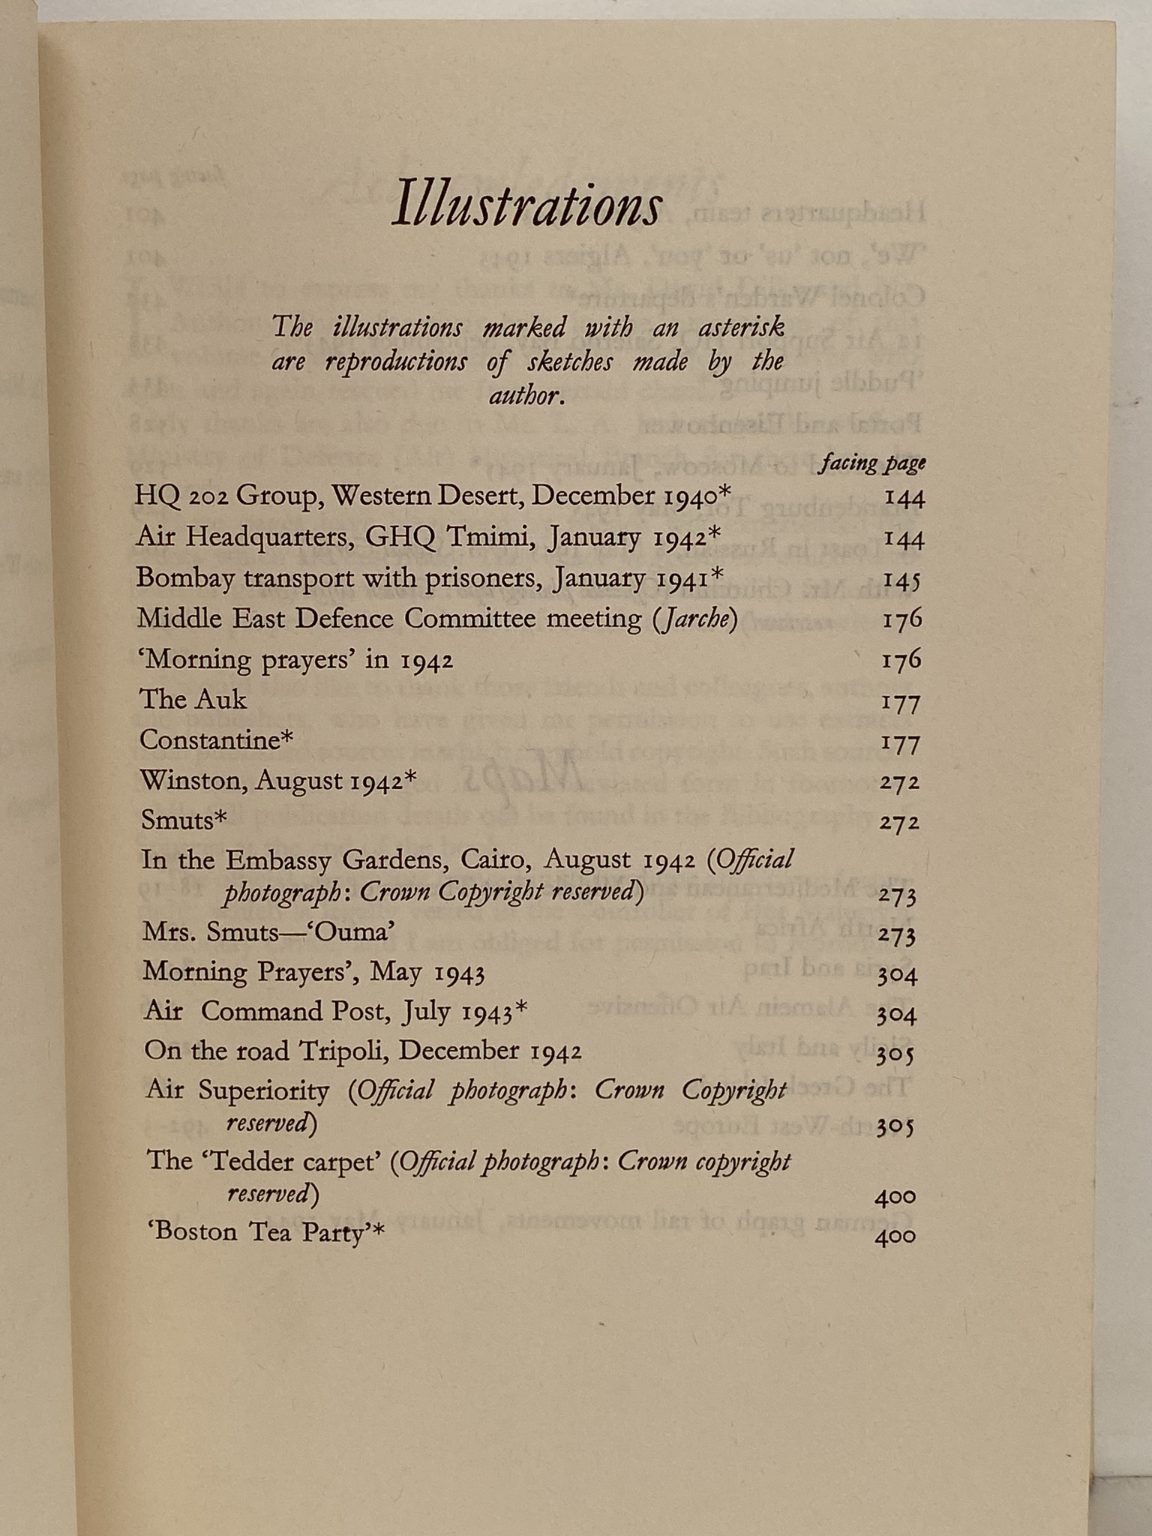 Illustrations
The illustrations marked with an asterisk
are reproductions of sketches made by the
author.
facing page
HQ 202 Group, Western Desert, December 1940* 144
Air Headquarters, GHQ Tmimi, January 1942* 144
Bombay transport with prisoners, January 1941* 145
Middle East Defence Committee meeting (Jarche) 176
‘Morning prayers’ in 1942 176
The Auk 177
Constantine* 177
Winston, August 1942* 272
Smuts* 272
In the Embassy Gardens, Cairo, August 1942 (Official
photograph: Crown Copyright reserved) 273
Mrs. Smuts—‘Ouma’ 273
Morning Prayers’, May 1943 304
Air Command Post, July 1943* 304
On the road Tripoli, December 1942 305
Air Superiority (Official photograph: Crown Copyright
reserved) 305
The ‘Tedder carpet’ (Official photograph: Crown copyright
reserved) 400
‘Boston Tea Party’* 400